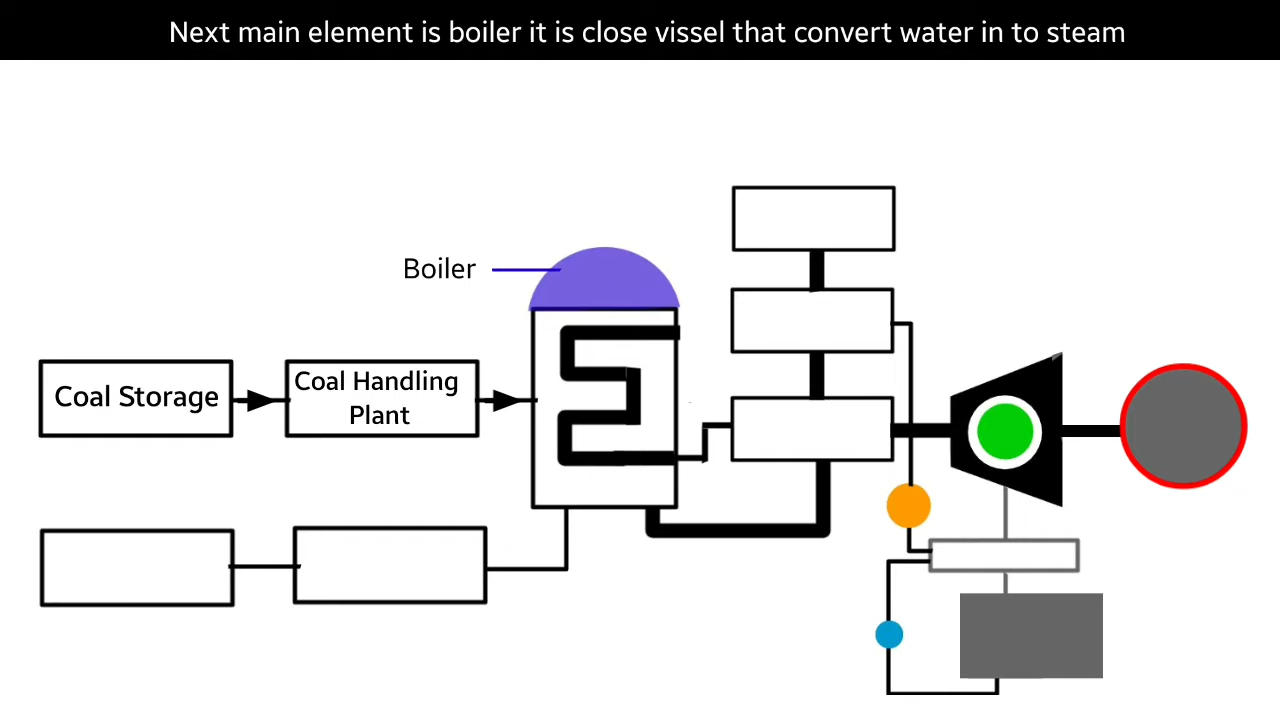 Next main element is boiler it is close vissel that convert water in to steam
Boiler
Coal Storage
Coal Handling
Plant